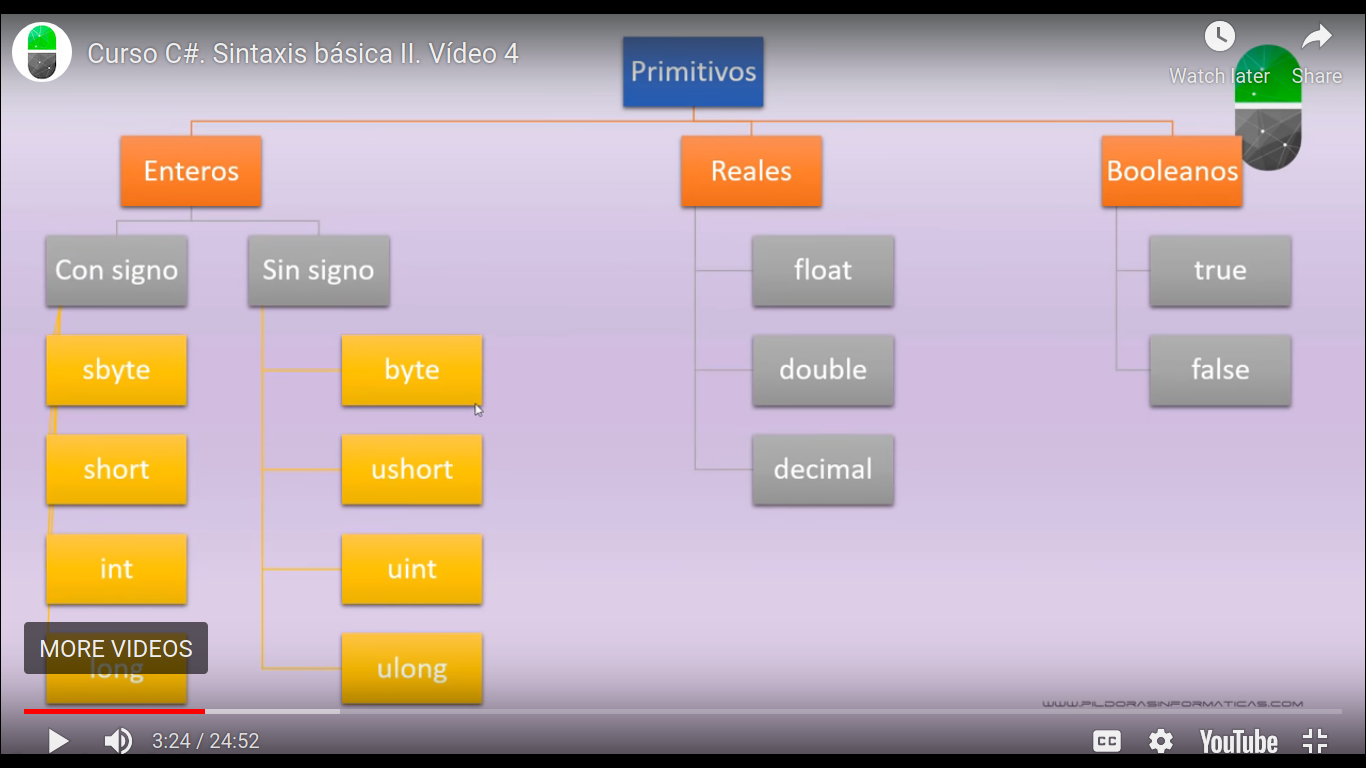 Curso C#. Sintaxis básica II. Vídeo 4
Watch later
Share
Primitivos
Enteros
Reales
Booleanos
Con signo
Sin signo
float
true
sbyte
byte
double
false
short
ushort
decimal
int
uint
MORE VIDEOS
long
ulong
WWW.PILDORASINFORMATICAS.COM
3:24 / 24:52
CC
YouTube